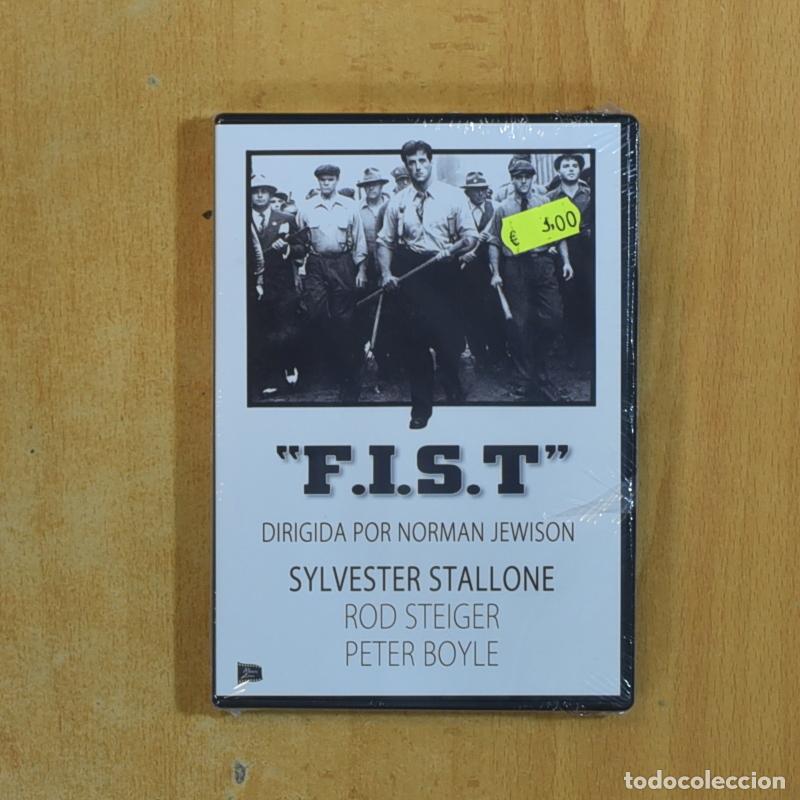 € 3,00
"F.I.S.T"
DIRIGIDA POR NORMAN JEWISON
SYLVESTER STALLONE
ROD STEIGER
PETER BOYLE
todocoleccion